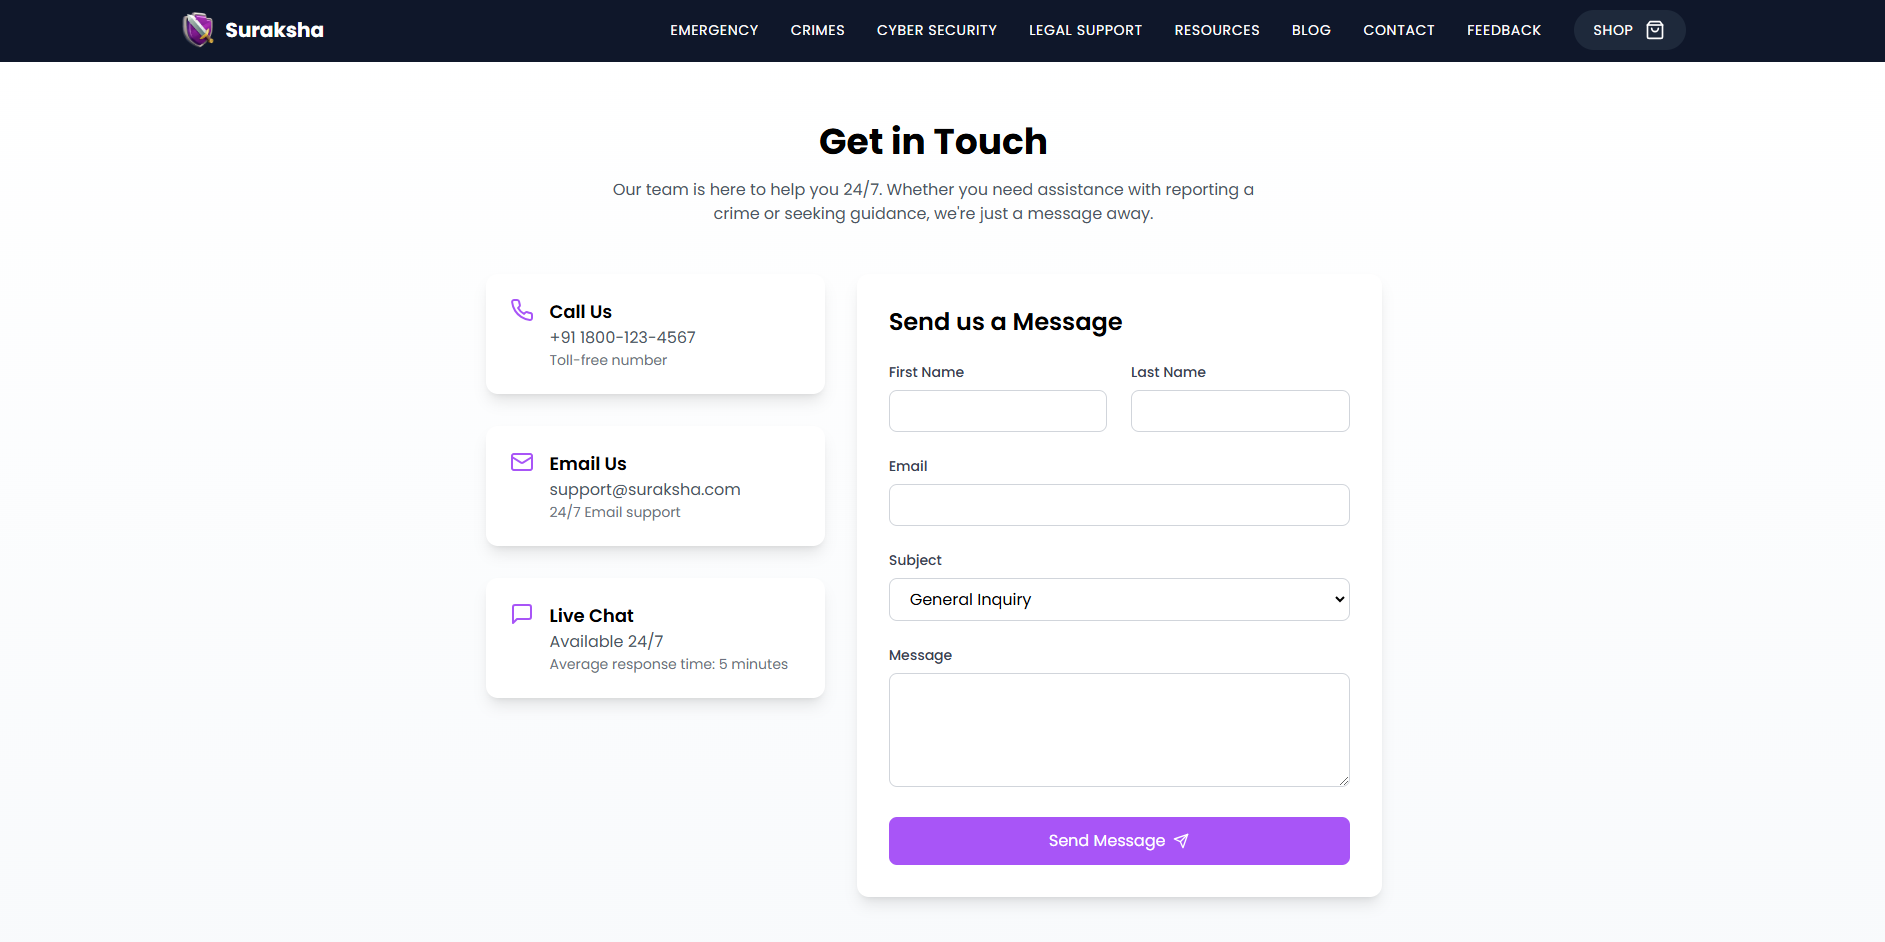 Suraksha
EMERGENCY CRIMES CYBER SECURITY LEGAL SUPPORT RESOURCES BLOG CONTACT FEEDBACK SHOP
Get in Touch
Our team is here to help you 24/7. Whether you need assistance with reporting a
crime or seeking guidance, we're just a message away.
Call Us
+91 1800-123-4567
Toll-free number
Email Us
support@suraksha.com
24/7 Email support
Live Chat
Available 24/7
Average response time: 5 minutes
Send us a Message
First Name Last Name
Email
Subject
General Inquiry
Message
Send Message